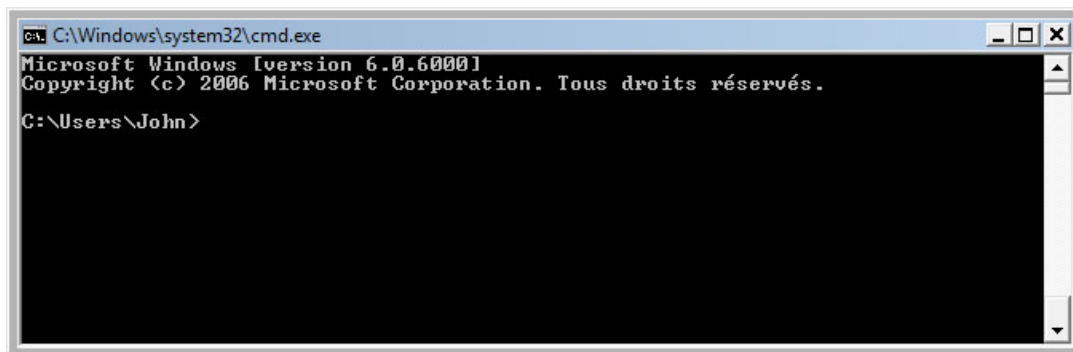 C:\Windows\system32\cmd.exe
Microsoft Windows [version 6.0.6000]
Copyright (c) 2006 Microsoft Corporation. Tous droits réservés.
C:\Users\John>